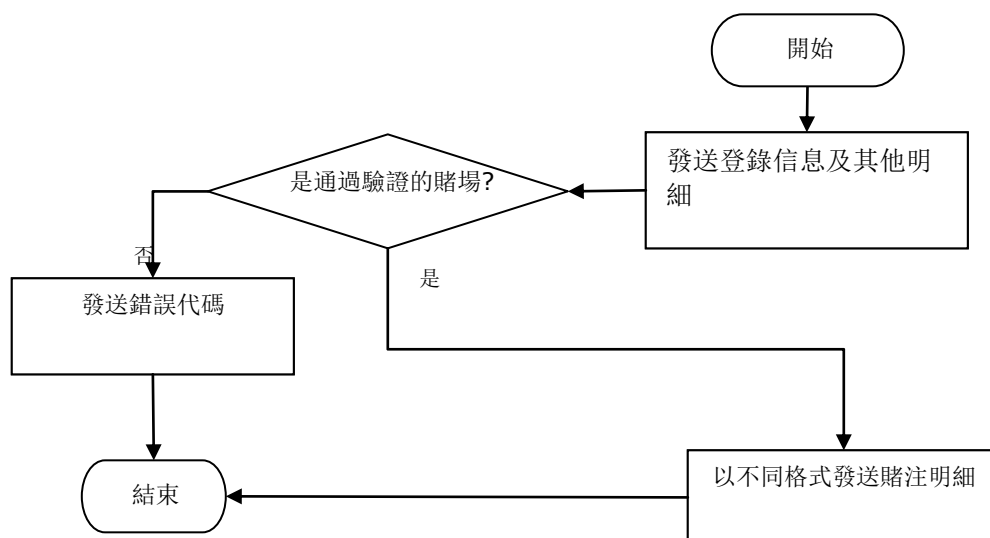 開始
發送登錄信息及其他明
細
是通過驗證的賭場?
否
是
發送錯誤代碼
以不同格式發送賭注明細
結束